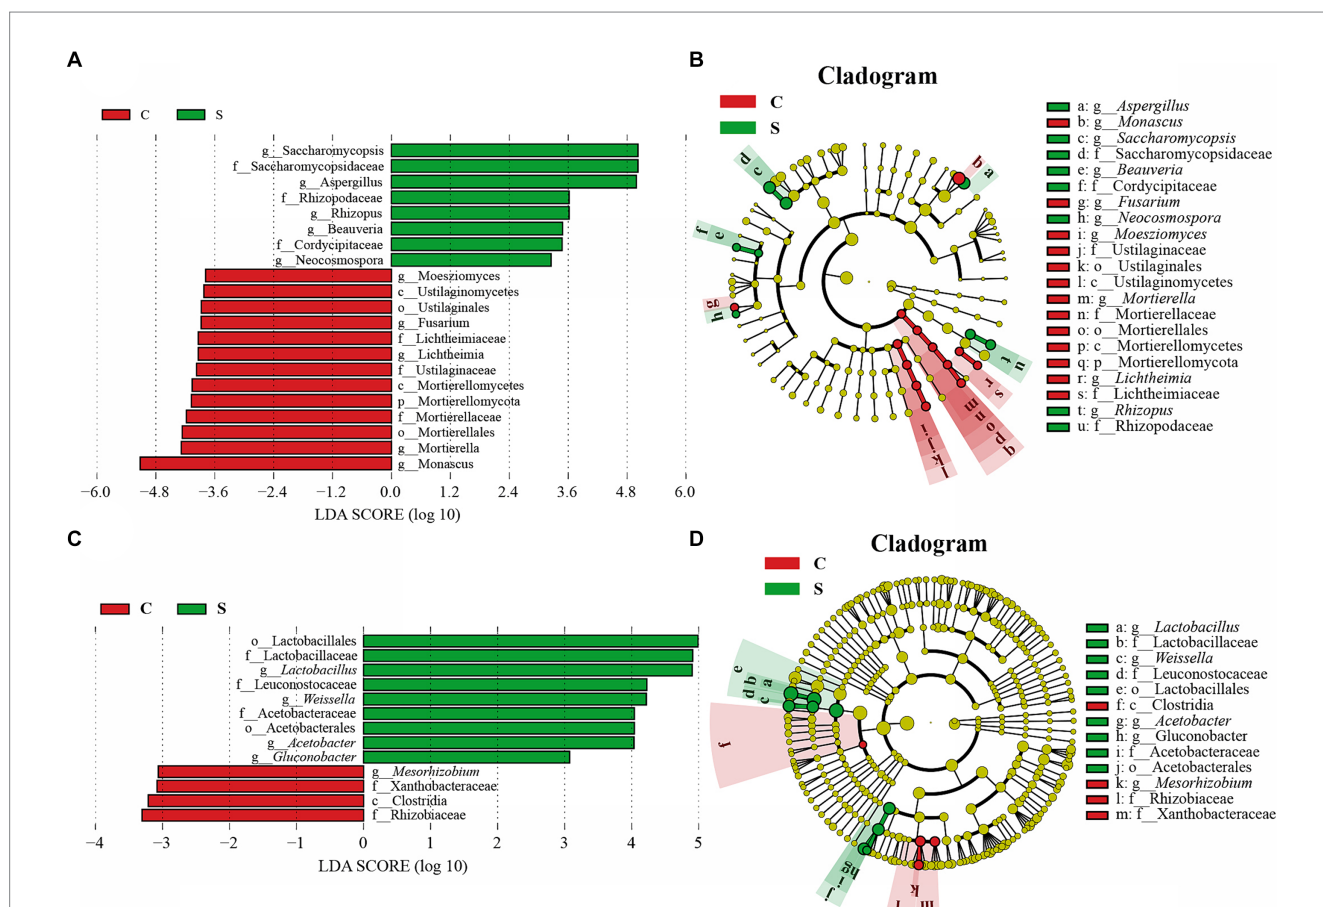 A
C S
g__Saccharomycopsis
f__Saccharomycopsidaceae
g__Aspergillus
f__Rhizopodaceae
g__Rhizopus
g__Beauveria
f__Cordycipitaceae
g__Neocosmospora
g__Moesziomyces
c__Ustilaginomycetes
o__Ustilaginales
g__Fusarium
f__Lichtheimiaceae
g__Lichtheimia
f__Ustilaginaceae
c__Mortierellomycetes
p__Mortierellomycota
f__Mortierellaceae
o__Mortierellales
g__Mortierella
g__Monascus
−6.0 −4.8 −3.6 −2.4 −1.2 0.0 1.2 2.4 3.6 4.8 6.0
LDA SCORE (log 10)
B
Cladogram
C
S
d
c
b
a
f
e
g
h
t
u
r
s
m
n
o
p
q
i
j
k
l
a: g__Aspergillus
b: g__Monascus
c: g__Saccharomycopsis
d: f__Saccharomycopsidaceae
e: g__Beauveria
f: f__Cordycipitaceae
g: g__Fusarium
h: g__Neocosmospora
i: g__Moesziomyces
j: f__Ustilaginaceae
k: o__Ustilaginales
l: c__Ustilaginomycetes
m: g__Mortierella
n: f__Mortierellaceae
o: o__Mortierellales
p: c__Mortierellomycetes
q: p__Mortierellomycota
r: g__Lichtheimia
s: f__Lichtheimiaceae
t: g__Rhizopus
u: f__Rhizopodaceae
C
C S
o__Lactobacillales
f__Lactobacillaceae
g__Lactobacillus
f__Leuconostocaceae
g__Weissella
f__Acetobacteraceae
o__Acetobacterales
g__Acetobacter
g__Gluconobacter
g__Mesorhizobium
f__Xanthobacteraceae
c__Clostridia
f__Rhizobiaceae
−4 −3 −2 −1 0 1 2 3 4 5
LDA SCORE (log 10)
D
Cladogram
C
S
e
d b
c a
f
h g
i
j
k
l m
a: g__Lactobacillus
b: f__Lactobacillaceae
c: g__Weissella
d: f__Leuconostocaceae
e: o__Lactobacillales
f: c__Clostridia
g: g__Acetobacter
h: g__Gluconobacter
i: f__Acetobacteraceae
j: o__Acetobacterales
k: g__Mesorhizobium
l: f__Rhizobiaceae
m: f__Xanthobacteraceae